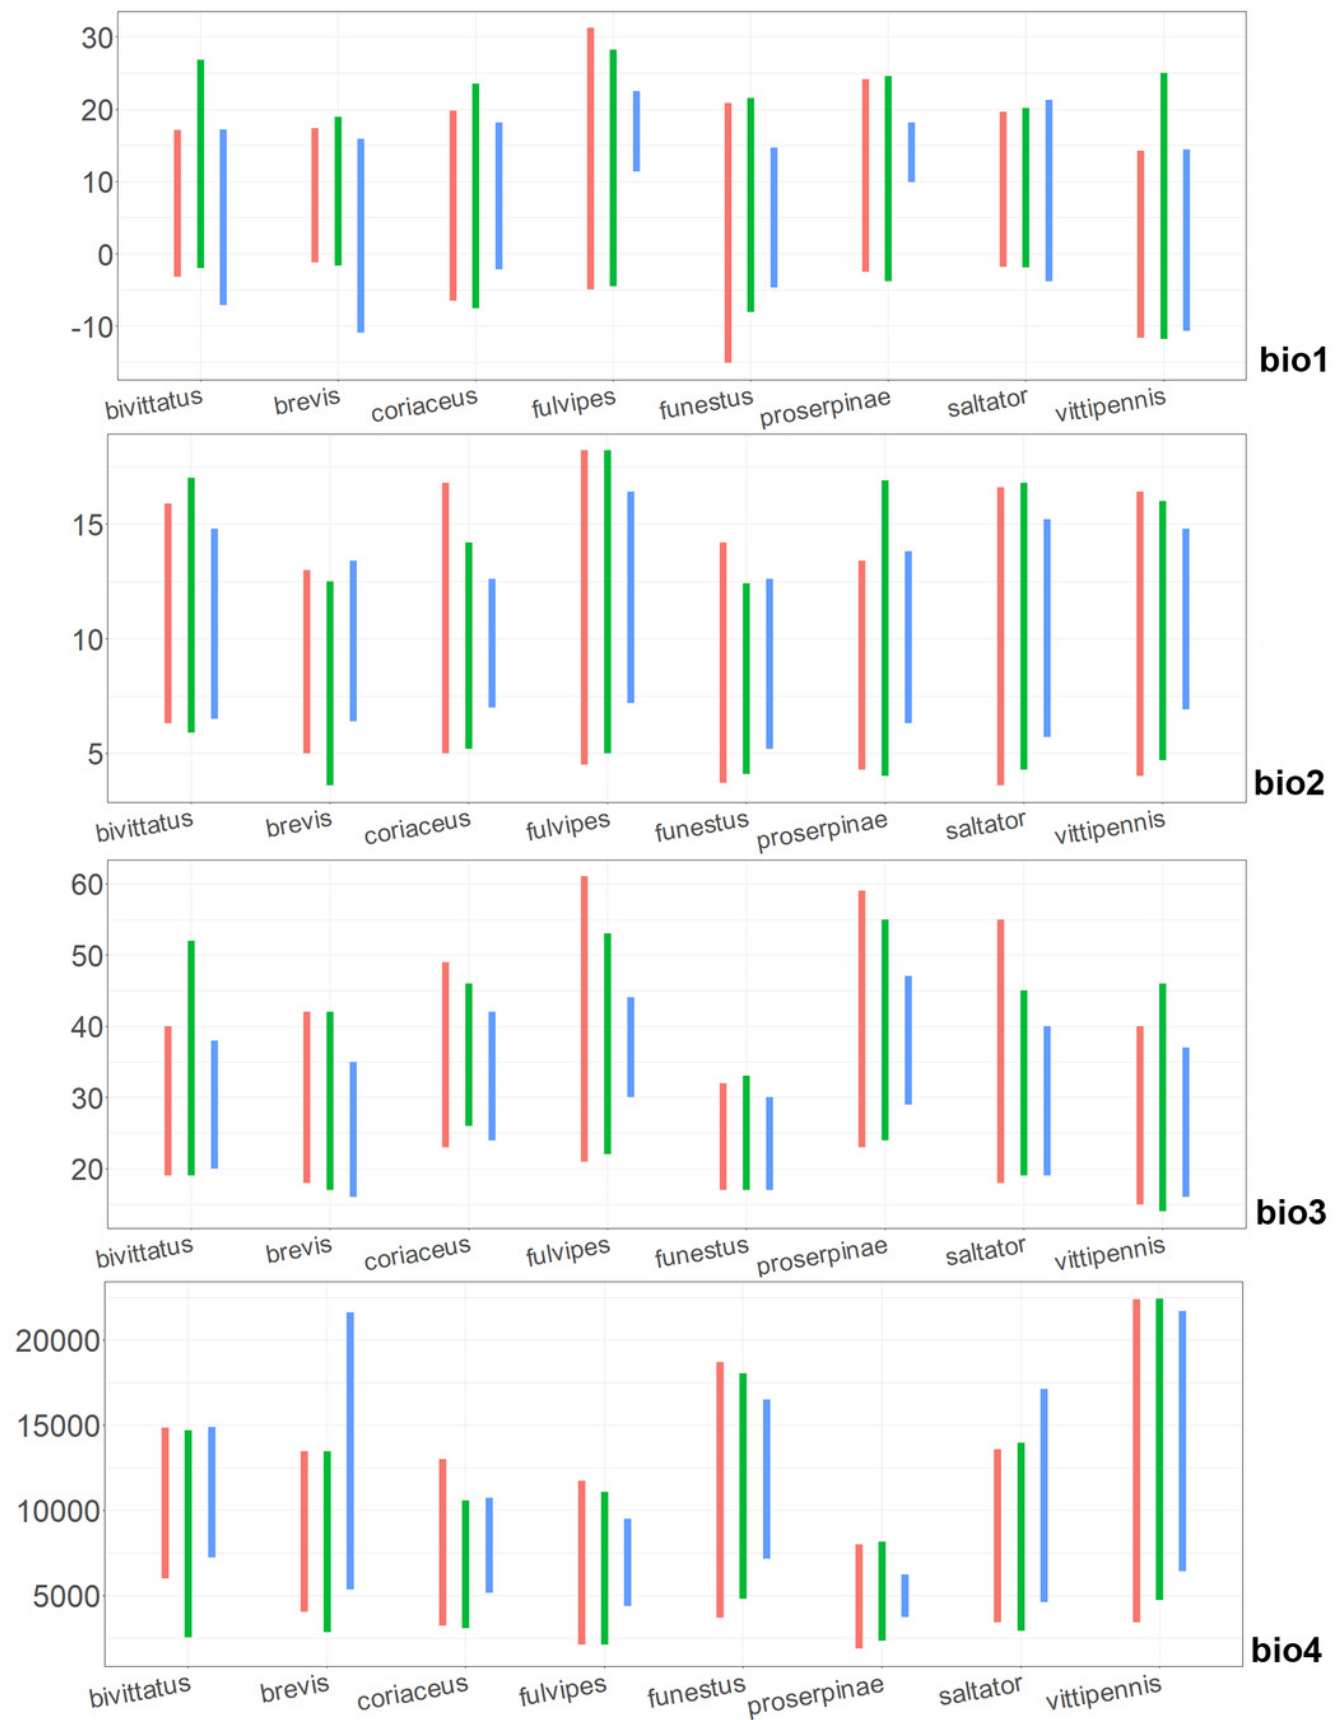 30
20
10
0
-10
bio1
bivittatus brevis coriaceus fulvipes funestus proserpinae saltator vittipennis
15
10
5
bio2
bivittatus brevis coriaceus fulvipes funestus proserpinae saltator vittipennis
60
50
40
30
20
bio3
bivittatus brevis coriaceus fulvipes funestus proserpinae saltator vittipennis
20000
15000
10000
5000
bio4
bivittatus brevis coriaceus fulvipes funestus proserpinae saltator vittipennis